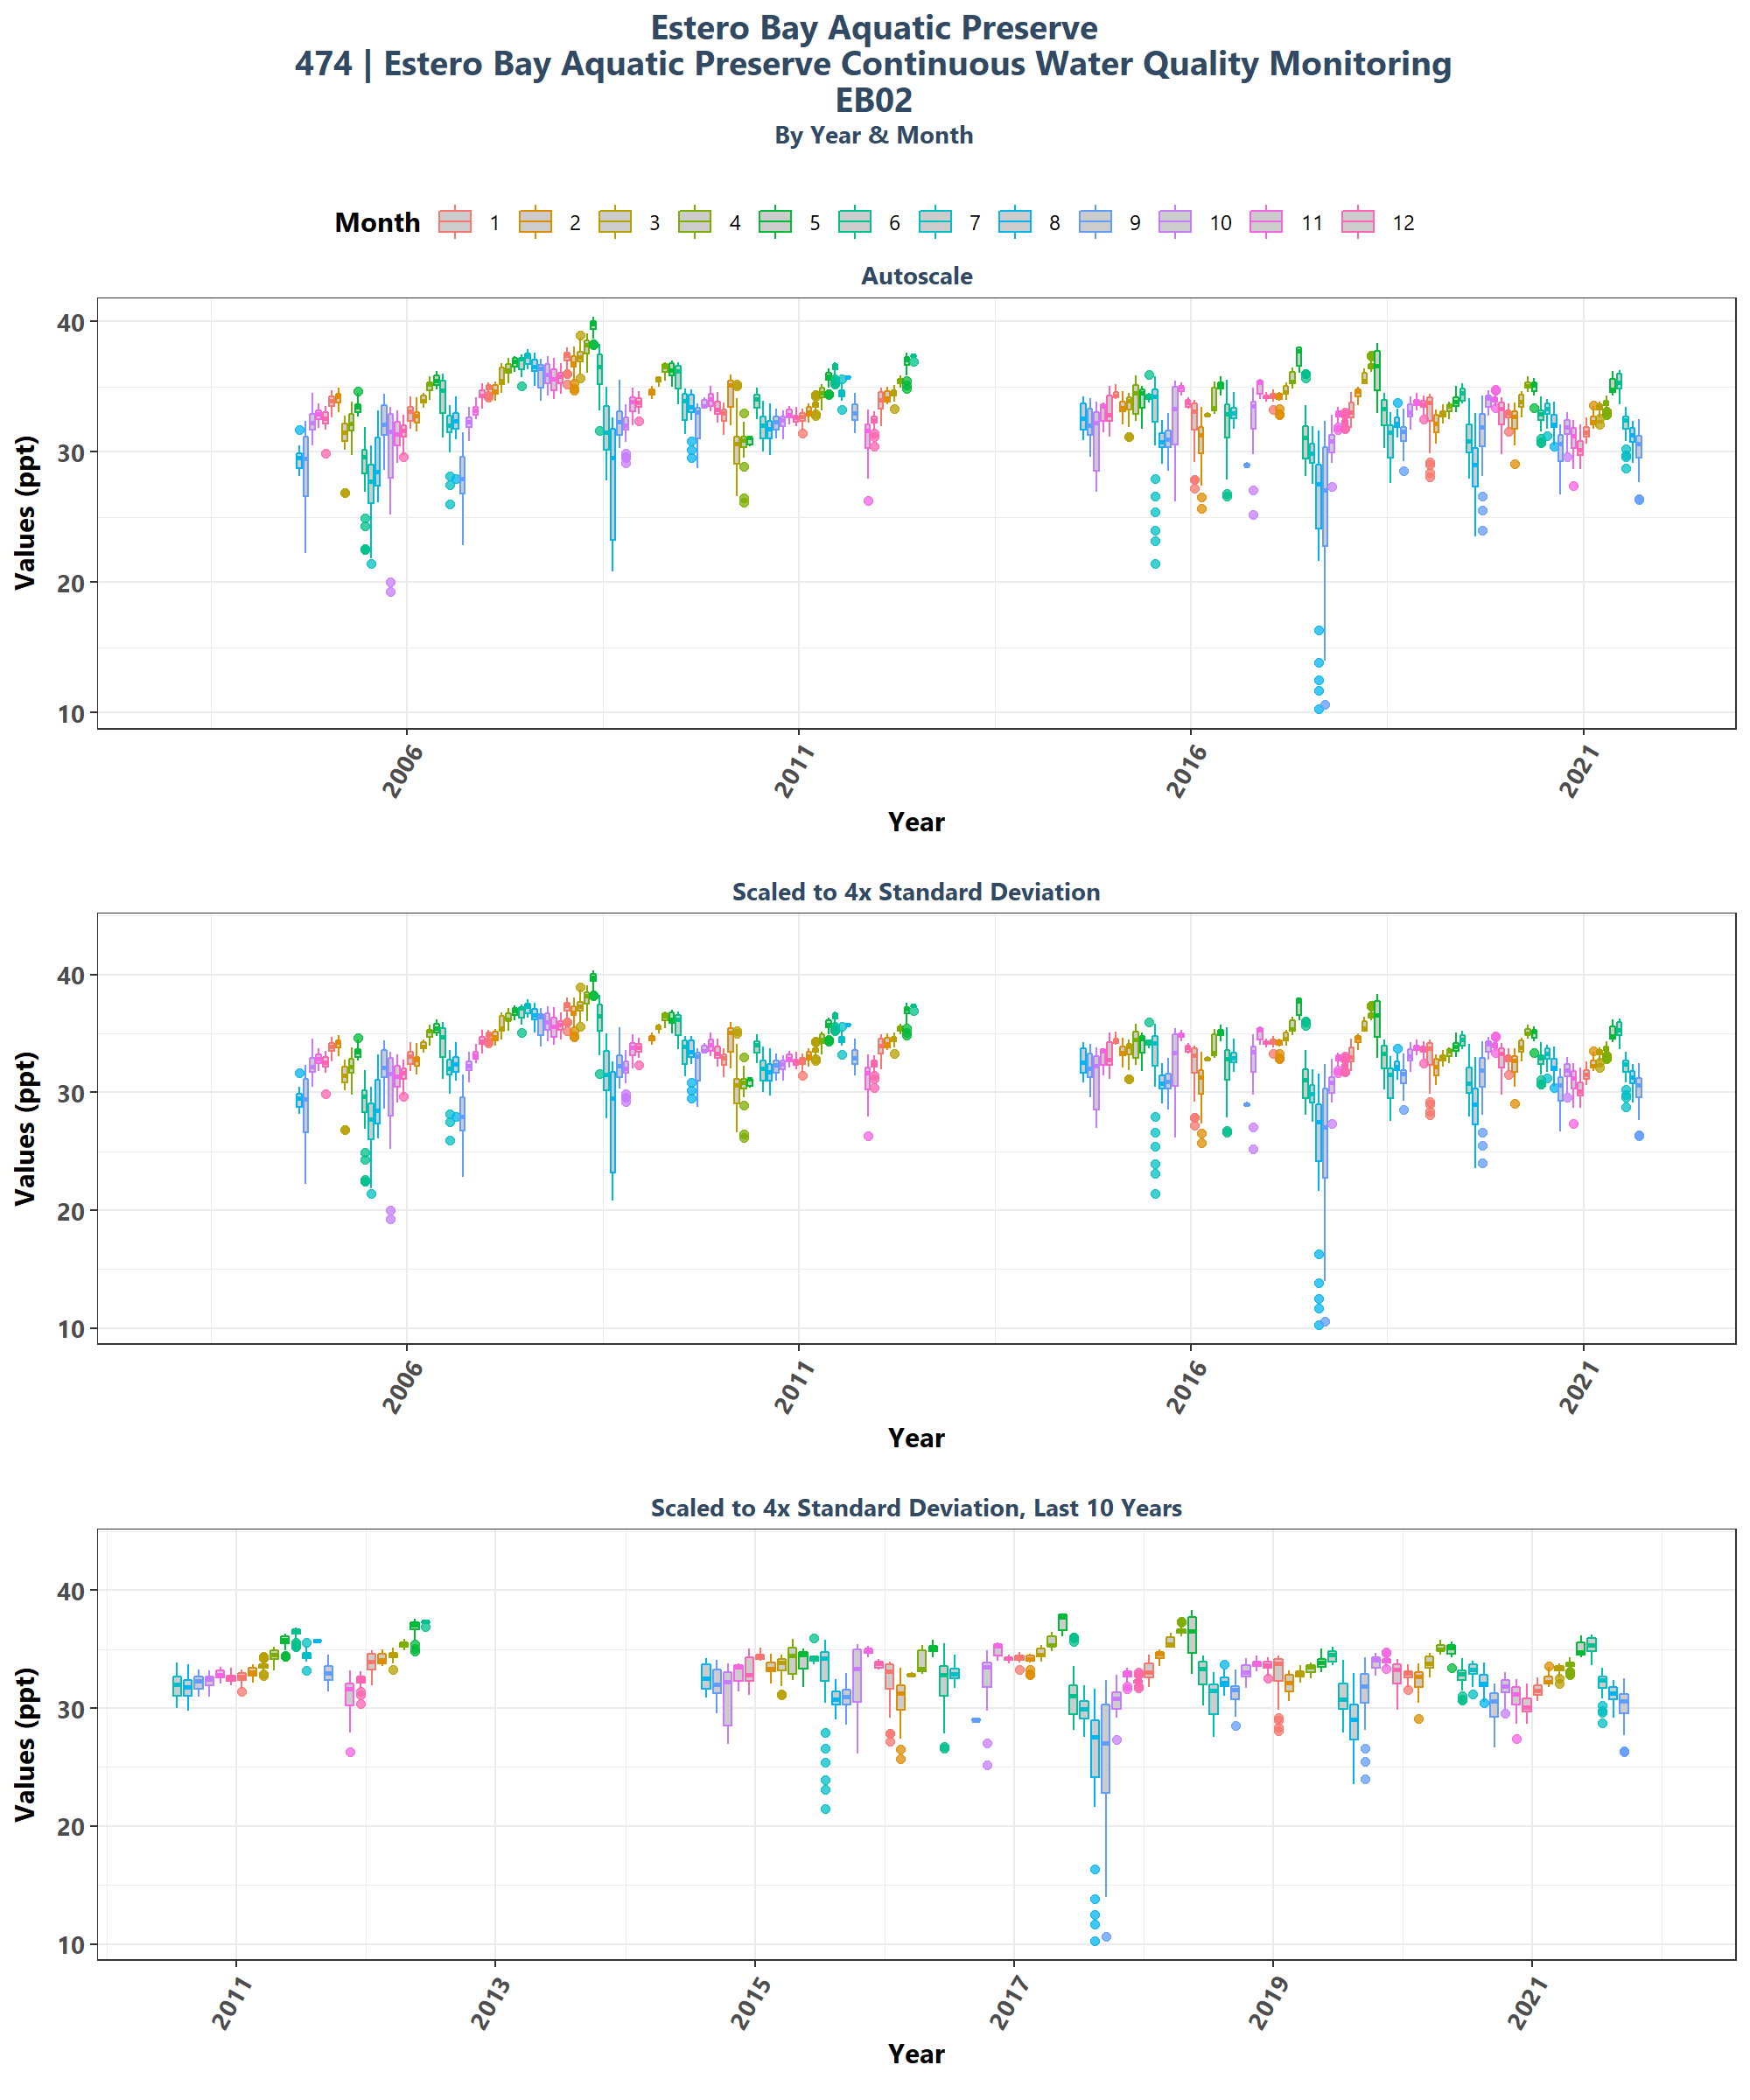 Estero Bay Aquatic Preserve
474 | Estero Bay Aquatic Preserve Continuous Water Quality Monitoring
EB02
By Year & Month
Month 1 2 3 4 5 6 7 8 9 10 11 12
Autoscale
Values (ppt)
40
30
20
10
2006 2011 2016 2021
Year
Scaled to 4x Standard Deviation
Values (ppt)
40
30
20
10
2006 2011 2016 2021
Year
Scaled to 4x Standard Deviation, Last 10 Years
Values (ppt)
40
30
20
10
2011 2013 2015 2017 2019 2021
Year